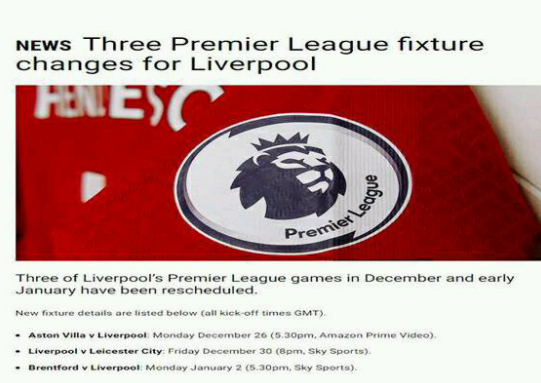 NEWS Three Premier League fixture
changes for Liverpool
Premier League
Three of Liverpool's Premier League games in December and early
January have been rescheduled.
New fixture details are listed below (all kick-off times GMT).
• Aston Villa v Liverpool: Monday December 26 (5.30pm, Amazon Prime Video).
• Liverpool v Leicester City: Friday December 30 (8pm, Sky Sports).
• Brentford v Liverpool: Monday January 2 (5.30pm, Sky Sports).